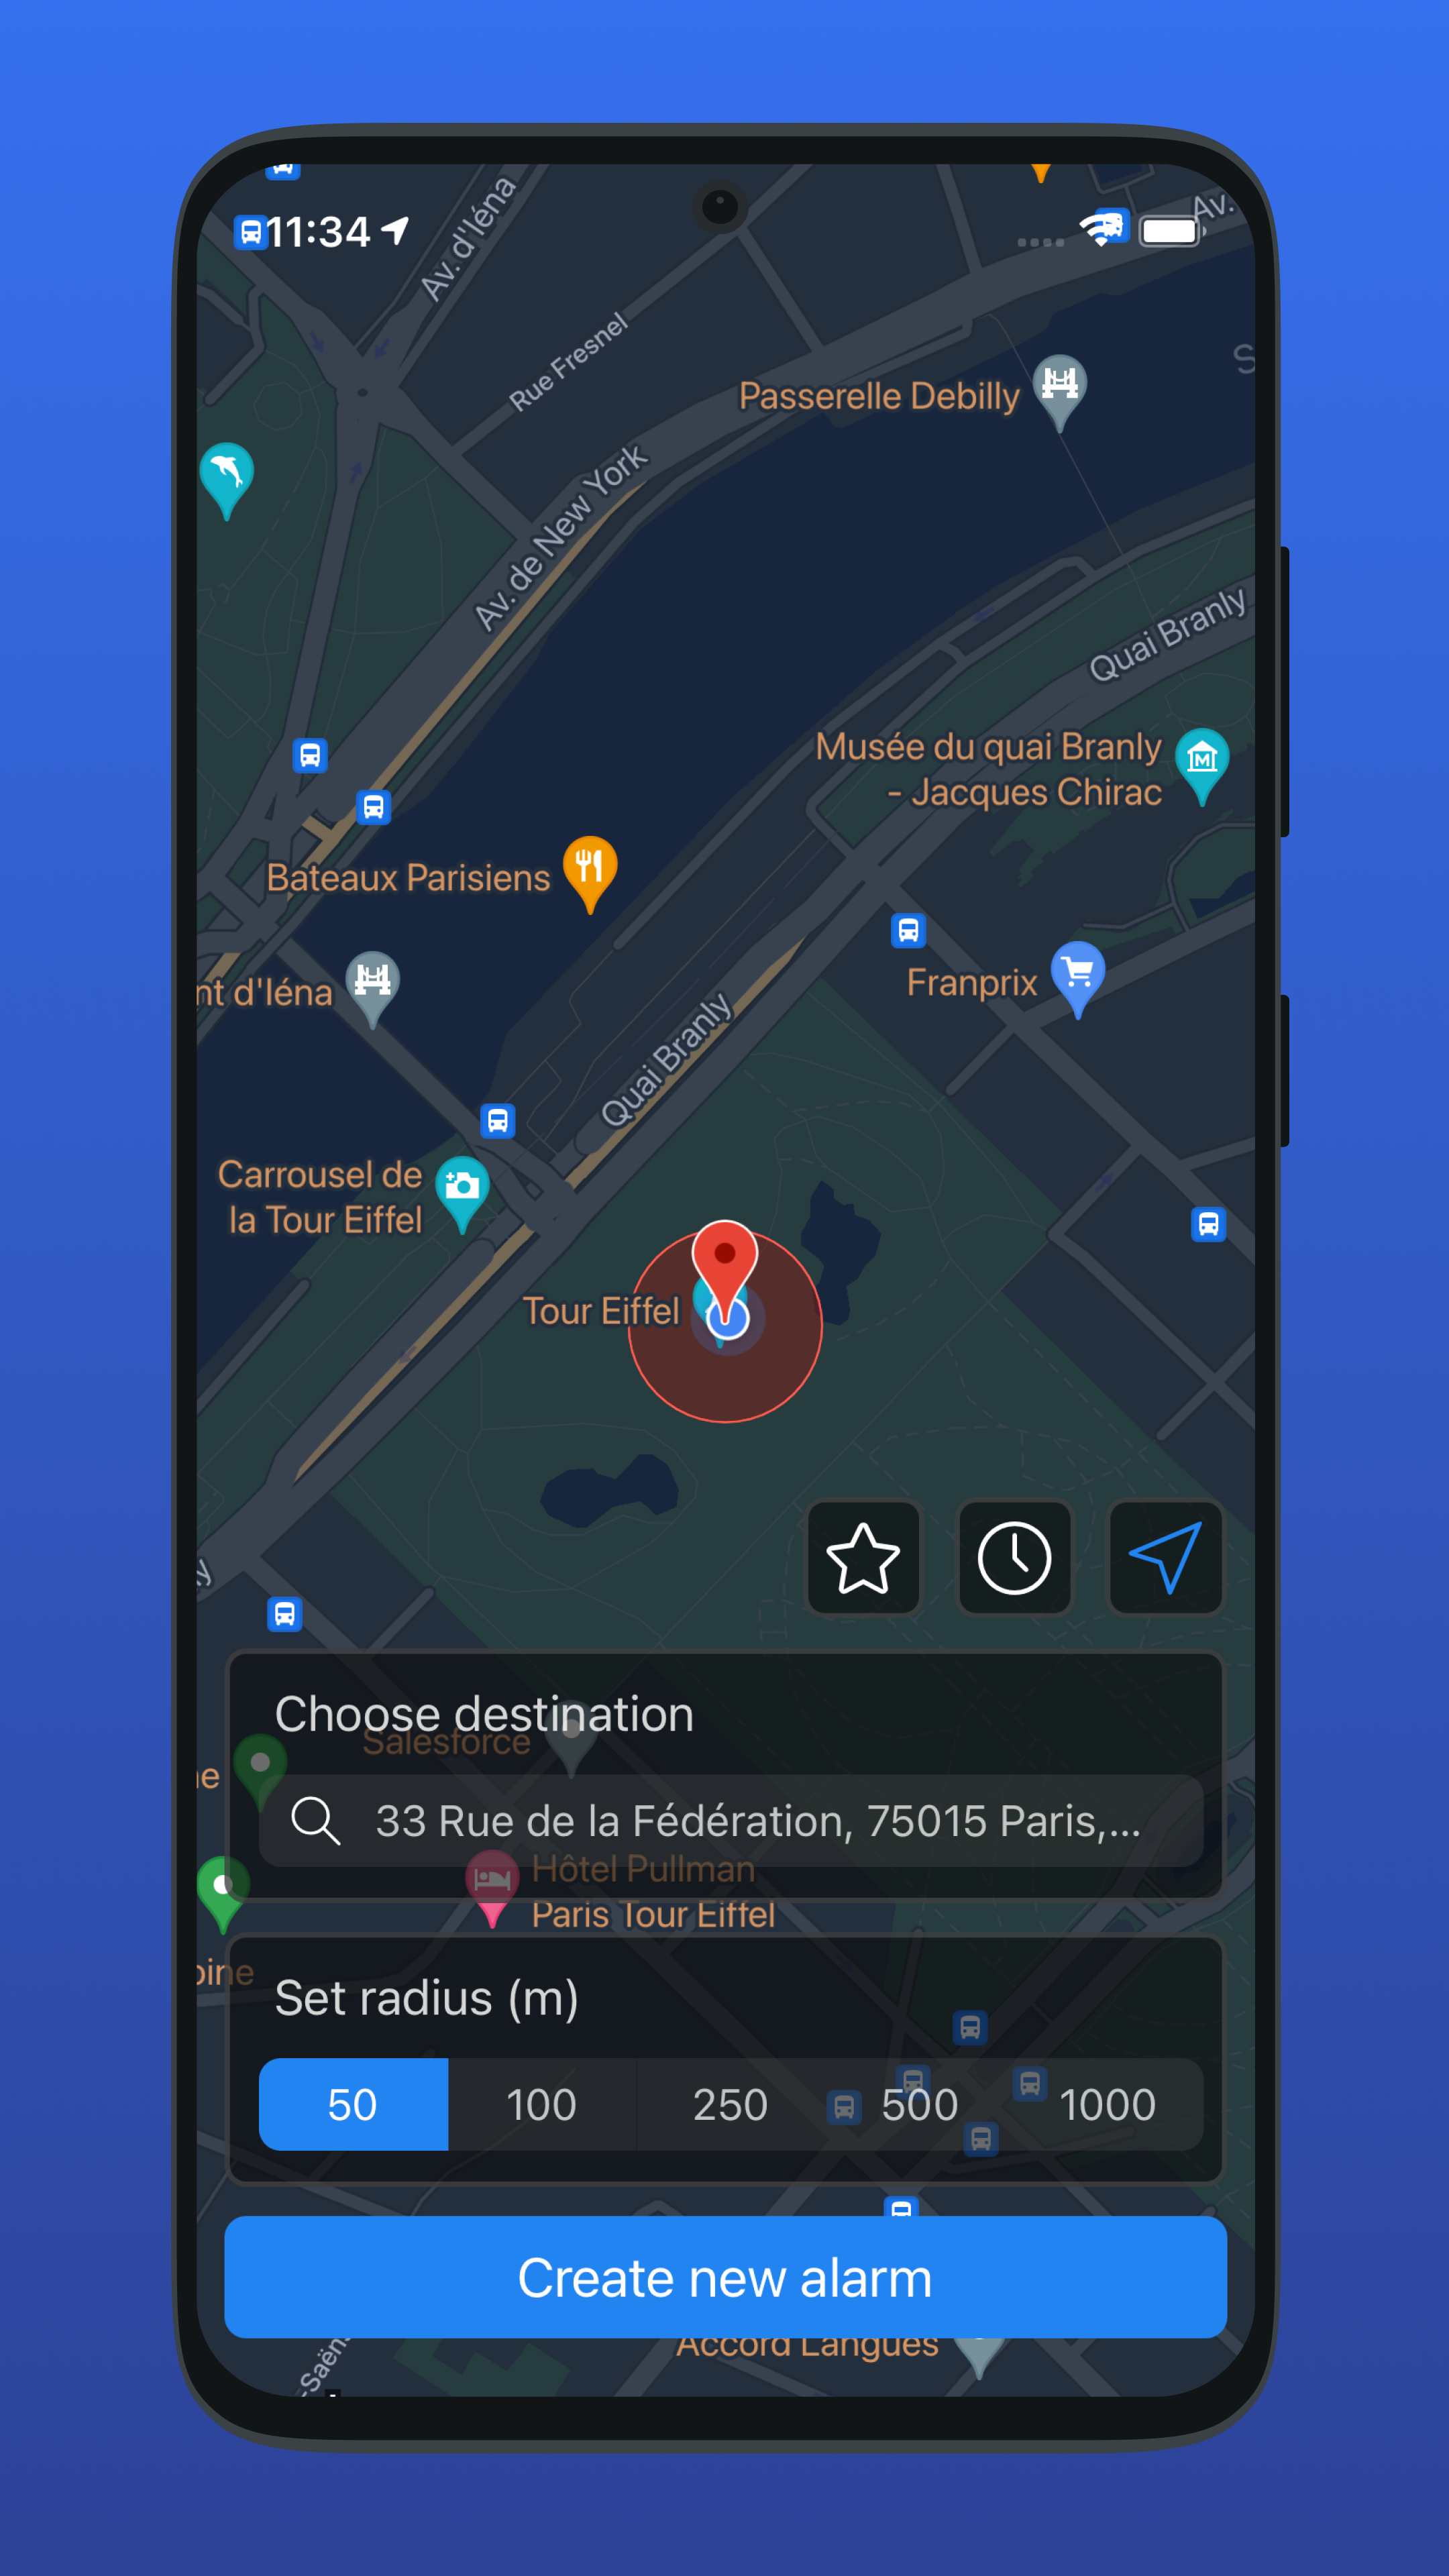 11:34
Av. d'Iéna
Av.
Rue Fresnel
Passerelle Debilly
S
Av. de New York
Quai Branly
Musée du quai Branly
- Jacques Chirac
Bateaux Parisiens
Franprix
nt d'Iéna
Quai Branly
Carrousel de
la Tour Eiffel
Tour Eiffel
y
Choose destination
Salesforce
ne
33 Rue de la Fédération, 75015 Paris,...
Hôtel Pullman
Paris Tour Eiffel
oine
Set radius (m)
50 100 250 500 1000
Create new alarm
Accord Langues
-Saëns